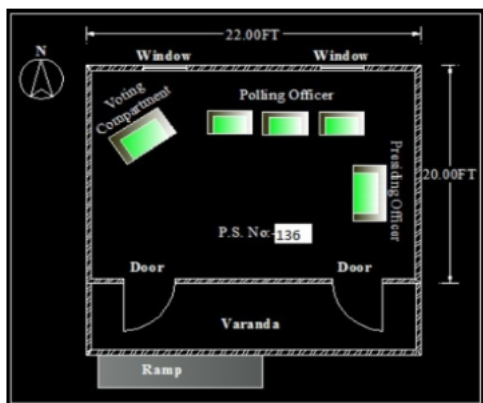 22.00FT
N
Window
Window
Voting
Compartment
Polling Officer
Presiding Officer
20.00FT
P.S. No:-136
Door
Door
Varanda
Ramp